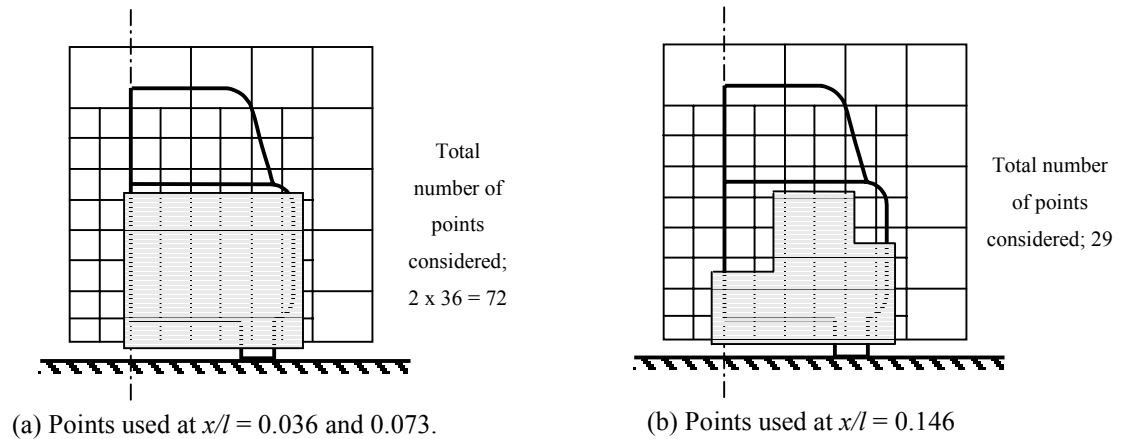 Total
number of
points
considered;
2 x 36 = 72
(a) Points used at x/l = 0.036 and 0.073.
Total number
of points
considered; 29
(b) Points used at x/l = 0.146